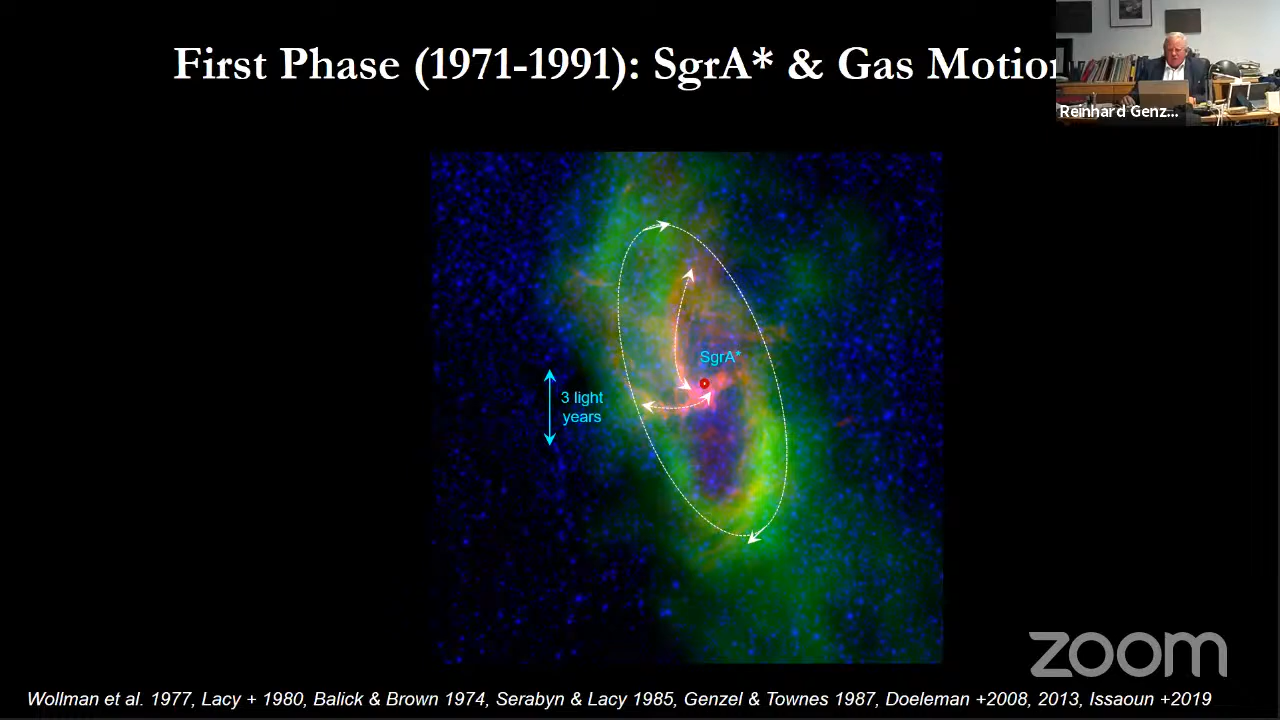 First Phase (1971-1991): SgrA* & Gas Motion
Reinhard Genz...
SgrA*
3 light
years
zoom
Wollman et al. 1977, Lacy + 1980, Balick & Brown 1974, Serabyn & Lacy 1985, Genzel & Townes 1987, Doeleman +2008, 2013, Issaoun +2019